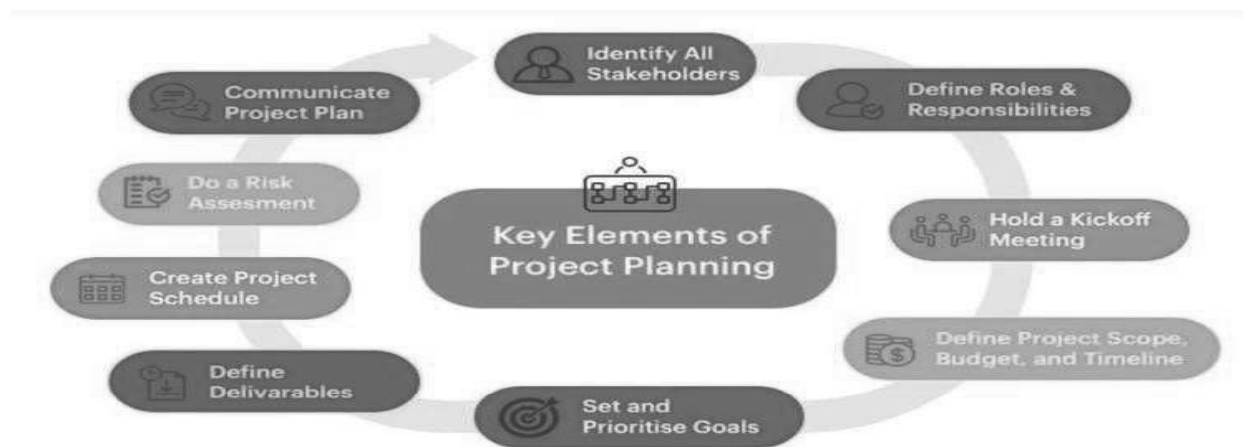 Identify All
Stakeholders
Define Roles &
Responsibilities
Hold a Kickoff
Meeting
Define Project Scope,
Budget, and Timeline
Set and
Prioritise Goals
Define
Delivarables
Create Project
Schedule
Do a Risk
Assesment
Communicate
Project Plan
Key Elements of
Project Planning